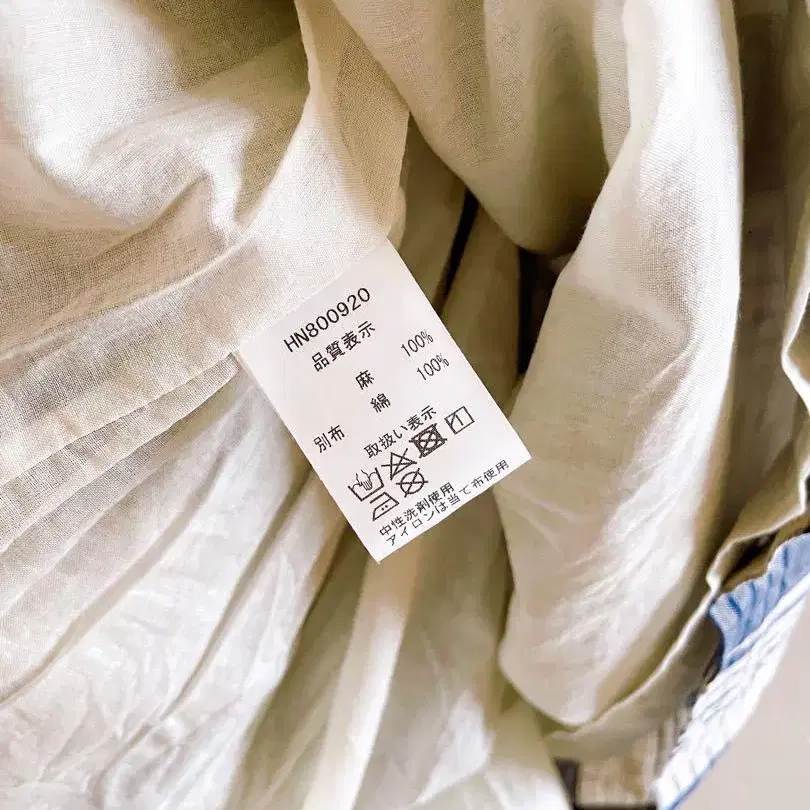 HN800920
品質表示
麻 100%
別布 綿 100%
取扱い表示
中性洗剤使用
アイロンは当て布使用